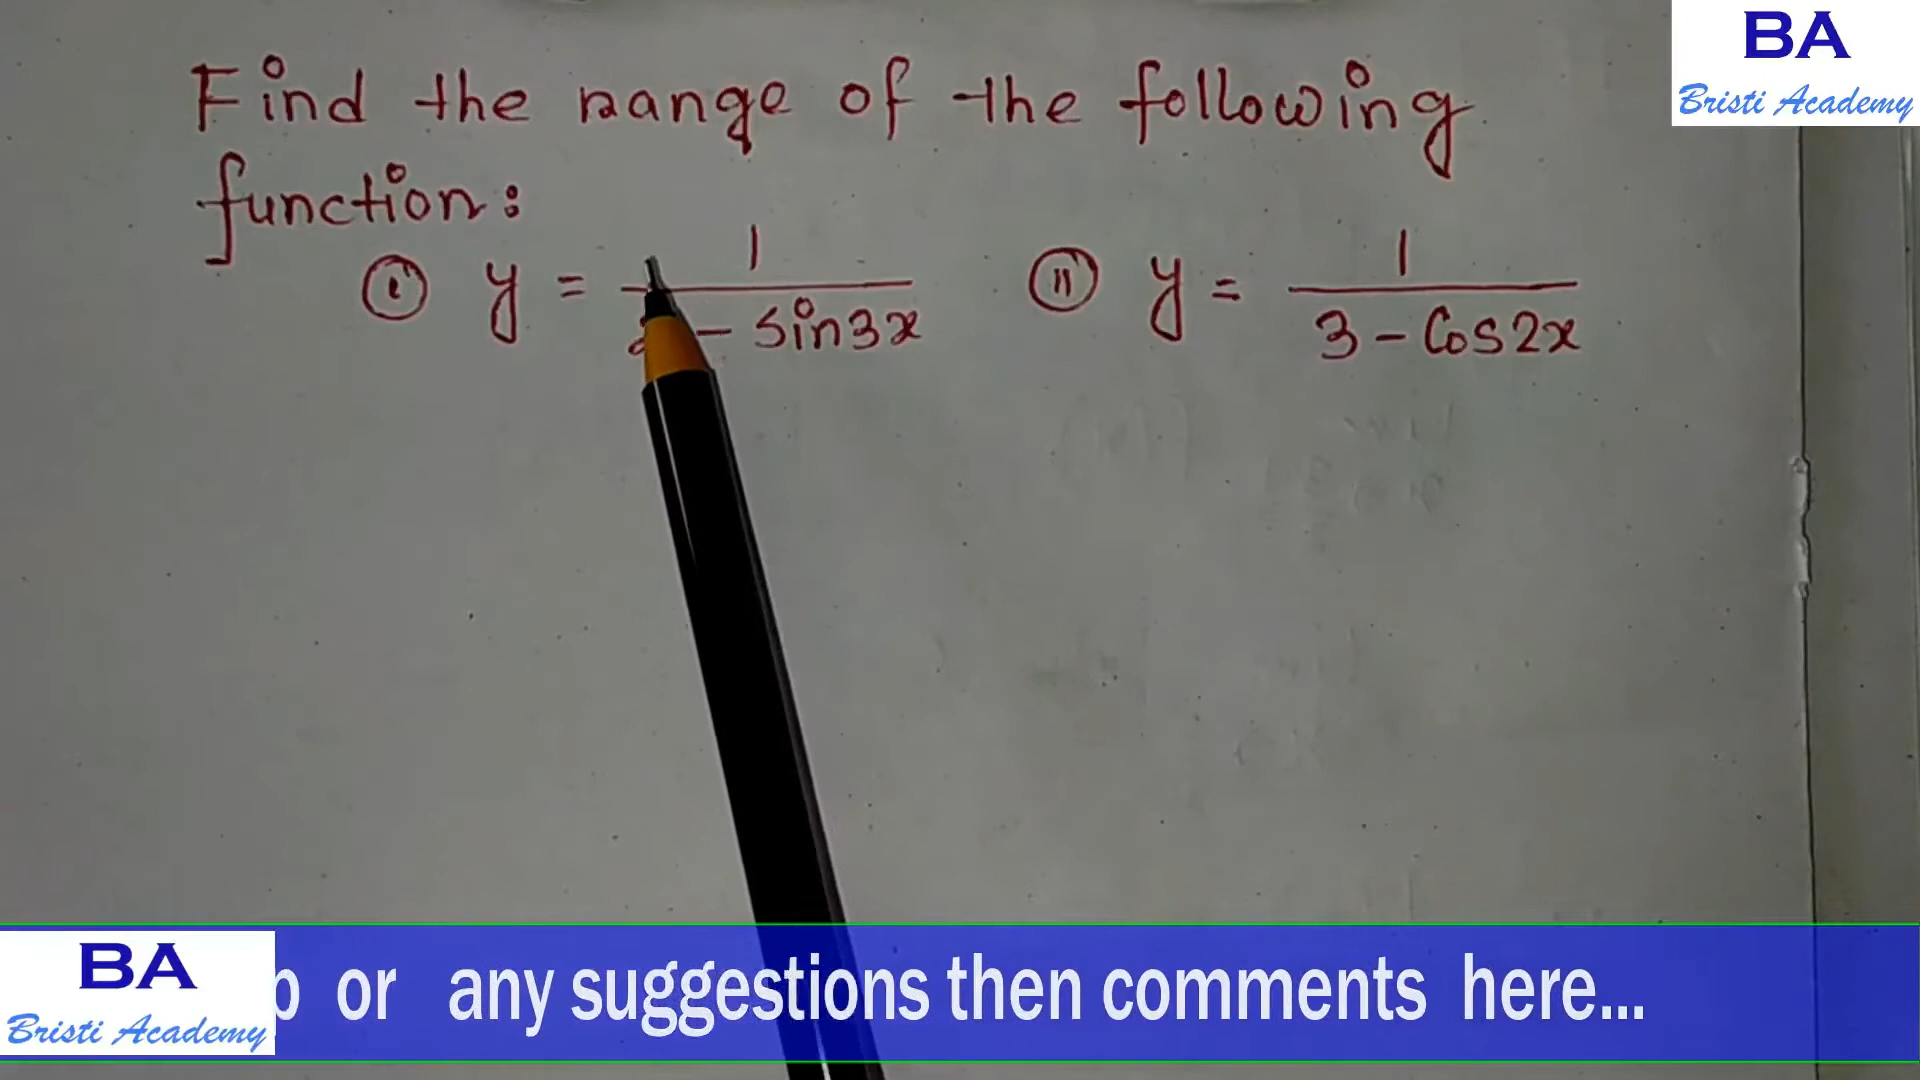 BA
Bristi Academy
Find the range of the following
function:
(i) y = 1 / – sin3x (ii) y = 1 / 3 – Cos2x
BA
Bristi Academy
or any suggestions then comments here...